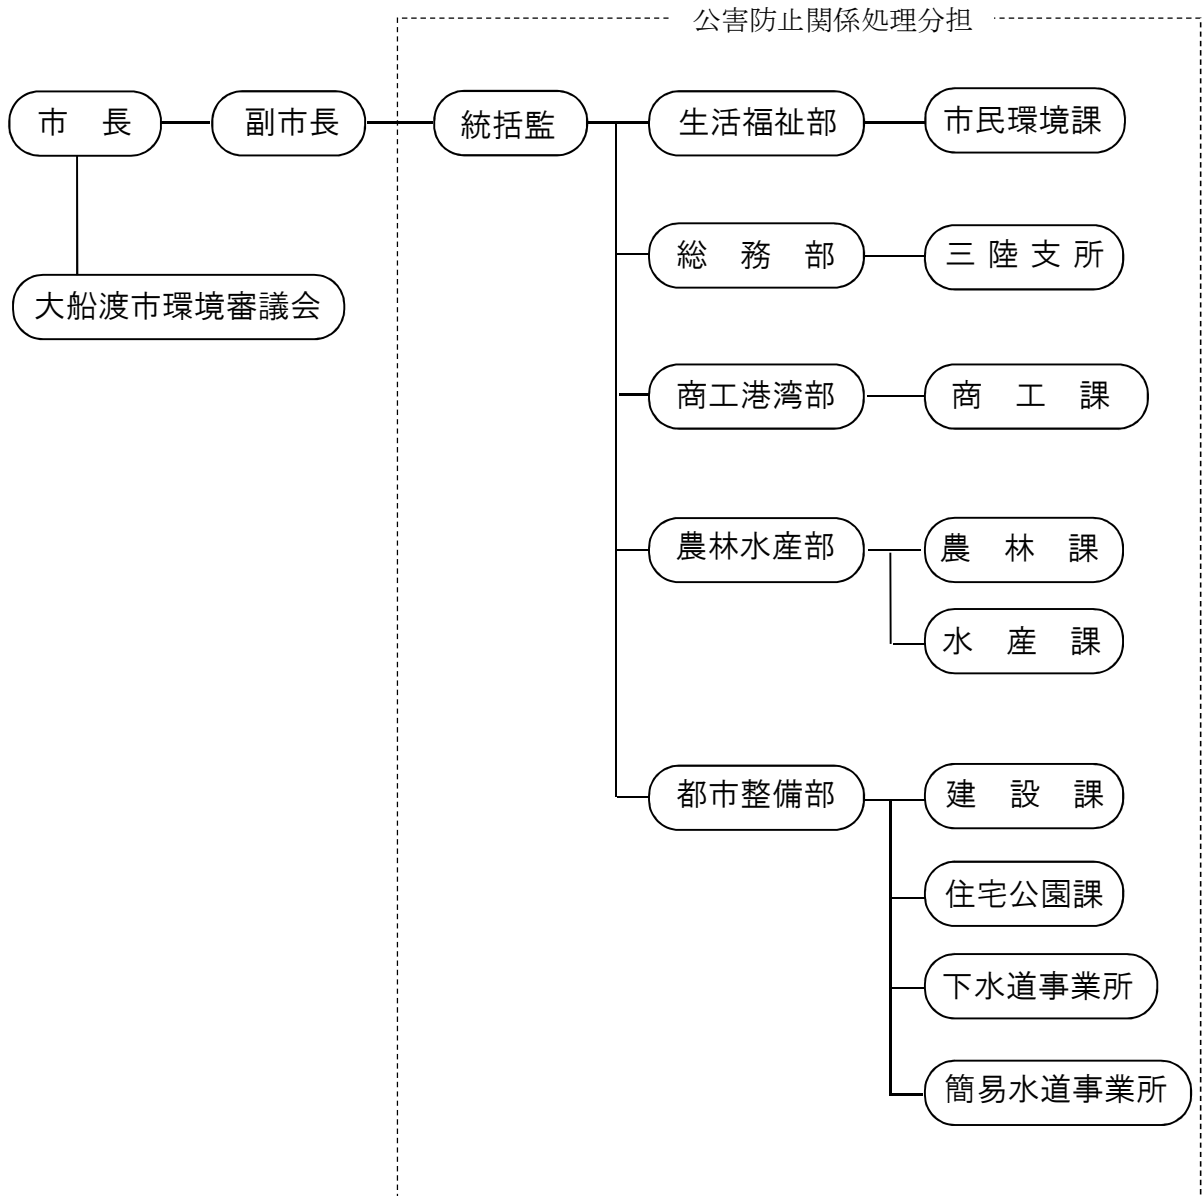 公害防止関係処理分担
市　長
副市長
統括監
生活福祉部
市民環境課
総　務　部
三 陸 支 所
大船渡市環境審議会
商工港湾部
商　工　課
農林水産部
農　林　課
水　産　課
都市整備部
建　設　課
住宅公園課
下水道事業所
簡易水道事業所